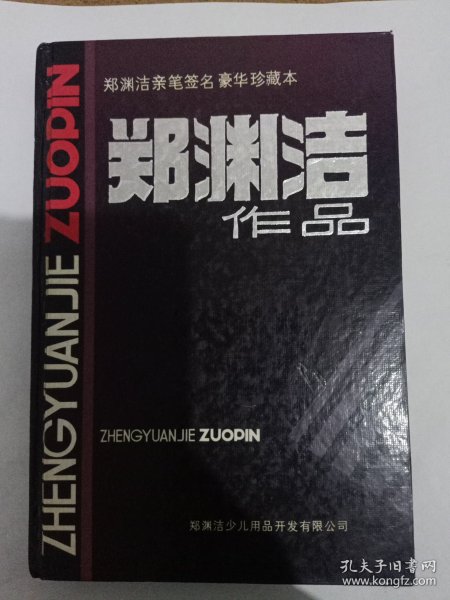 郑渊洁亲笔签名豪华珍藏本
郑渊洁
作品
ZHENGYUANJIE ZUOPIN
ZHENGYUANJIE ZUOPIN
郑渊洁少儿用品开发有限公司
孔夫子旧书网
www.kongfz.com